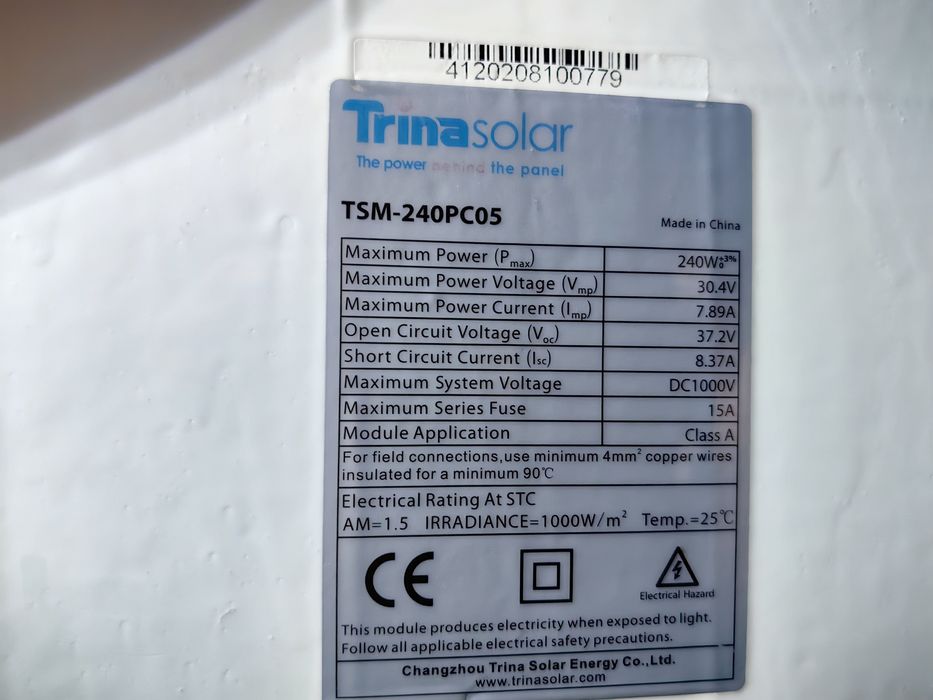 4120208100779
Trinasolar
The power behind the panel
TSM-240PC05
Made in China
Maximum Power (Pmax) 240W+3% 0
Maximum Power Voltage (Vmp) 30.4V
Maximum Power Current (Imp) 7.89A
Open Circuit Voltage (Voc) 37.2V
Short Circuit Current (Isc) 8.37A
Maximum System Voltage DC1000V
Maximum Series Fuse 15A
Module Application Class A
For field connections,use minimum 4mm² copper wires
insulated for a minimum 90℃
Electrical Rating At STC
AM=1.5 IRRADIANCE=1000W/m² Temp.=25℃
CE
Electrical Hazard
This module produces electricity when exposed to light.
Follow all applicable electrical safety precautions.
Changzhou Trina Solar Energy Co.,Ltd.
www.trinasolar.com